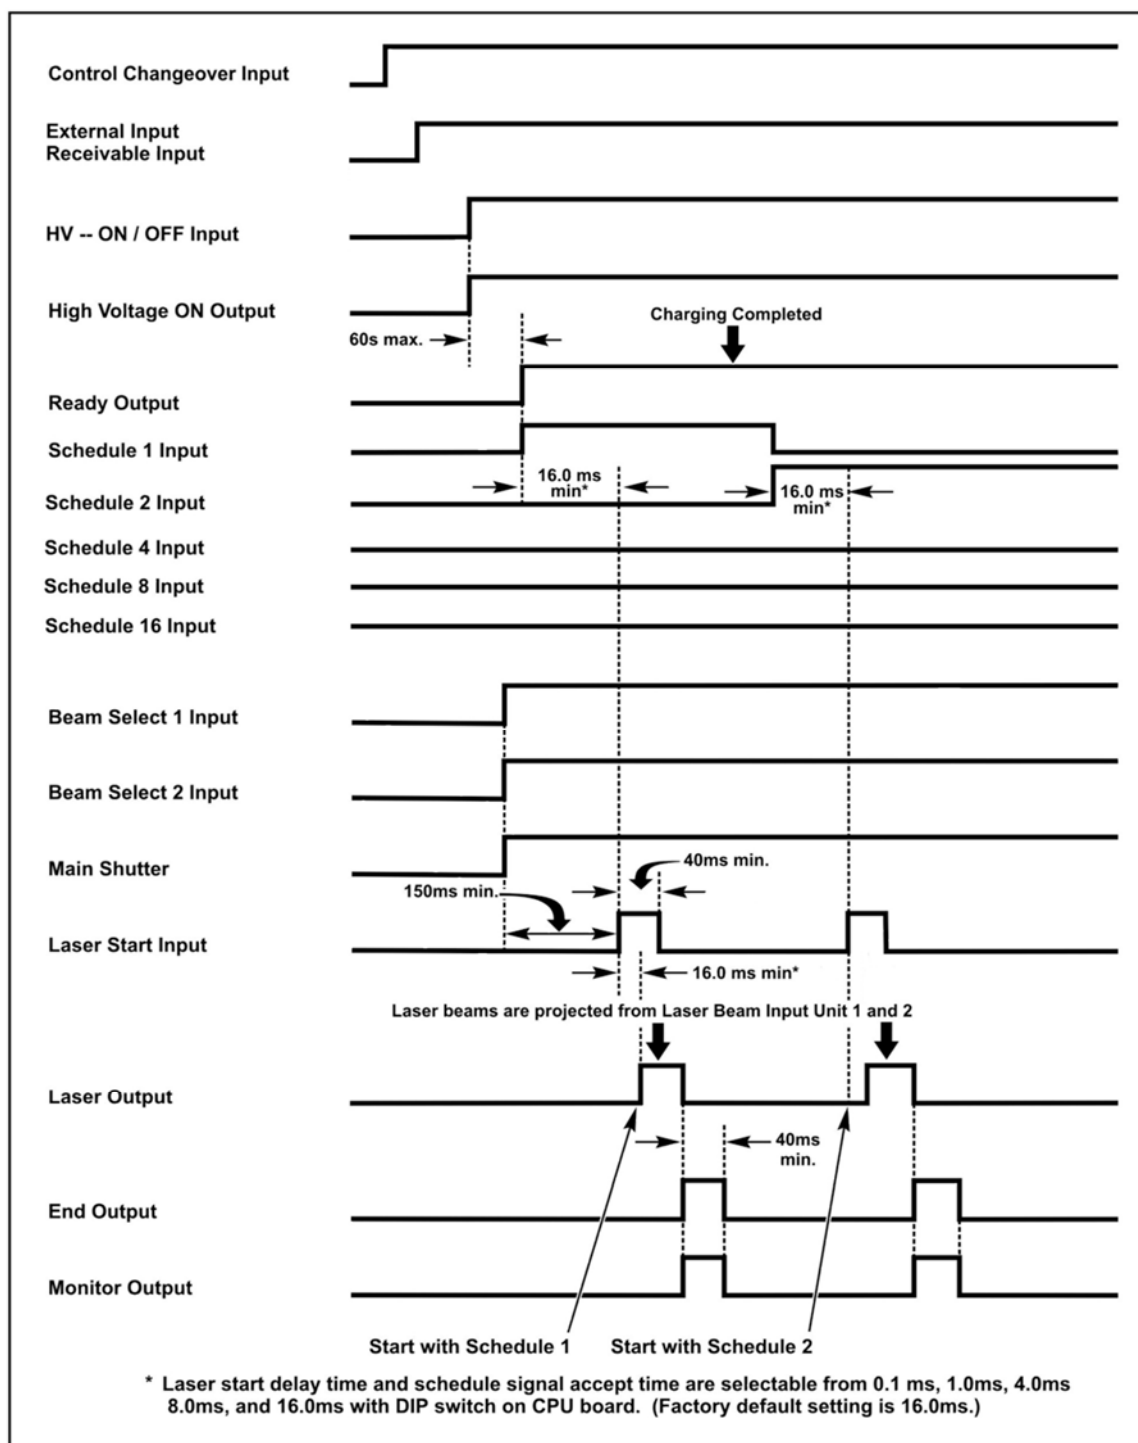 Control Changeover Input
External Input
Receivable Input
HV -- ON / OFF Input
High Voltage ON Output
Charging Completed
60s max.
Ready Output
Schedule 1 Input
16.0 ms
min*
Schedule 2 Input
16.0 ms
min*
Schedule 4 Input
Schedule 8 Input
Schedule 16 Input
Beam Select 1 Input
Beam Select 2 Input
Main Shutter
40ms min.
150ms min.
Laser Start Input
16.0 ms min*
Laser beams are projected from Laser Beam Input Unit 1 and 2
Laser Output
40ms
min.
End Output
Monitor Output
Start with Schedule 1
Start with Schedule 2
* Laser start delay time and schedule signal accept time are selectable from 0.1 ms, 1.0ms, 4.0ms
8.0ms, and 16.0ms with DIP switch on CPU board. (Factory default setting is 16.0ms.)